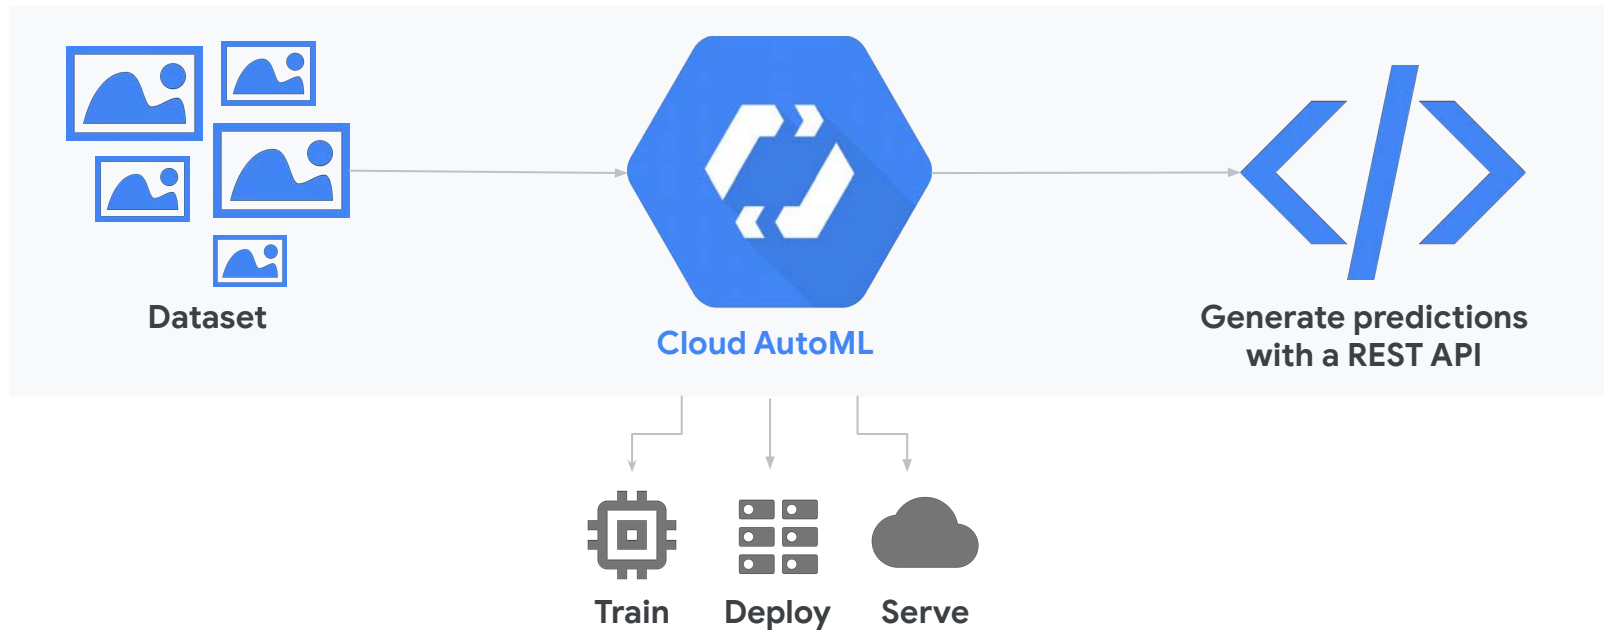 Dataset
Cloud AutoML
Generate predictions
with a REST API
Train
Deploy
Serve